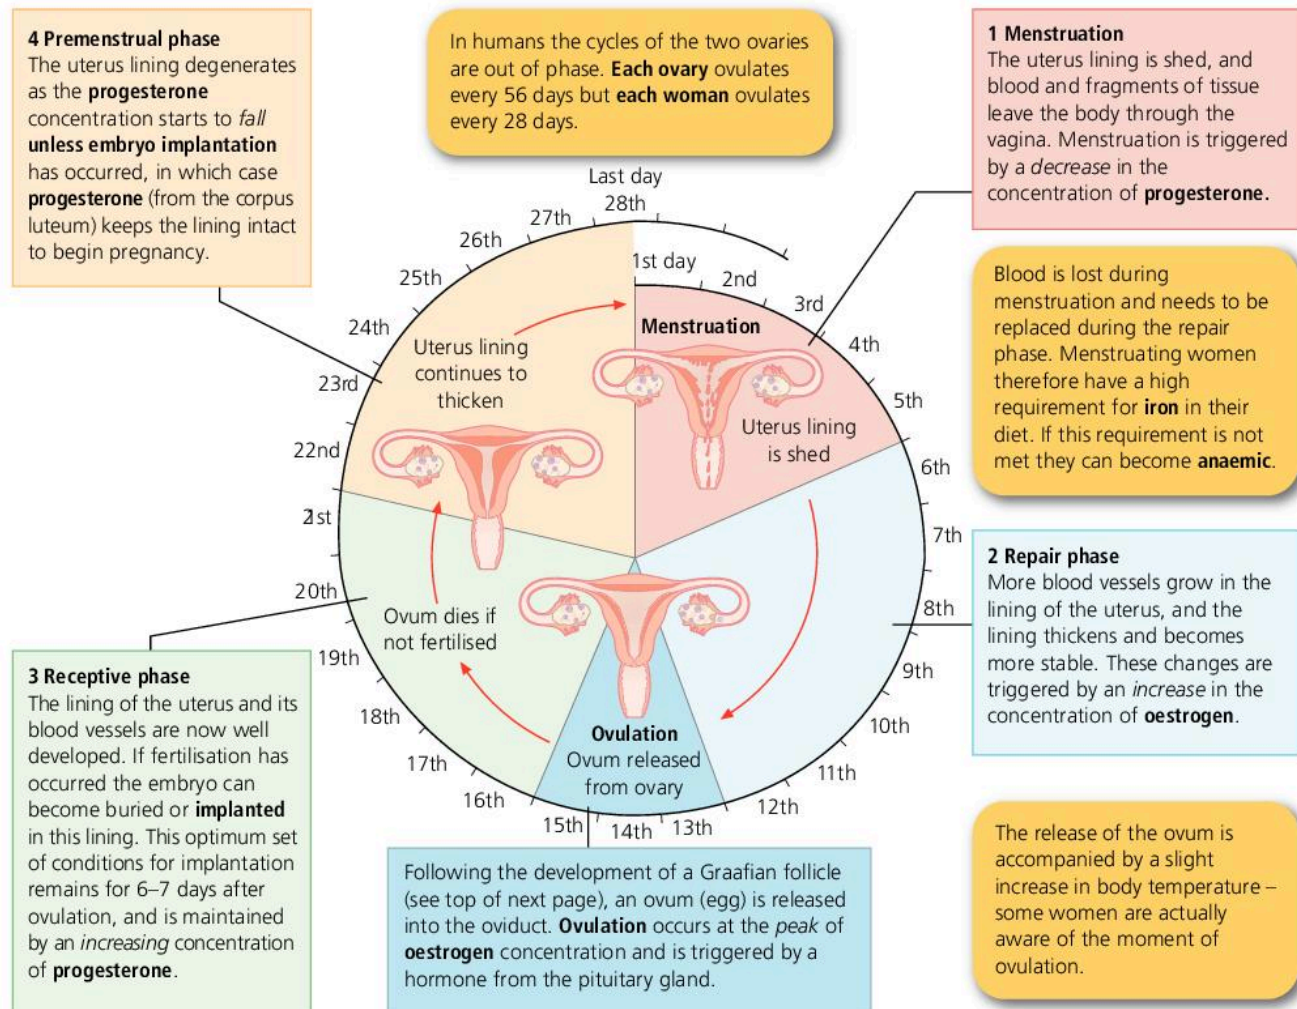 4 Premenstrual phase
The uterus lining degenerates
as the progesterone
concentration starts to fall
unless embryo implantation
has occurred, in which case
progesterone (from the corpus
luteum) keeps the lining intact
to begin pregnancy.
In humans the cycles of the two ovaries
are out of phase. Each ovary ovulates
every 56 days but each woman ovulates
every 28 days.
1 Menstruation
The uterus lining is shed, and
blood and fragments of tissue
leave the body through the
vagina. Menstruation is triggered
by a decrease in the
concentration of progesterone.
Blood is lost during
menstruation and needs to be
replaced during the repair
phase. Menstruating women
therefore have a high
requirement for iron in their
diet. If this requirement is not
met they can become anaemic.
Last day
28th
1st day
2nd
3rd
4th
5th
6th
7th
8th
9th
10th
11th
12th
13th
14th
15th
16th
17th
18th
19th
20th
21st
22nd
23rd
24th
25th
26th
27th
Menstruation
Uterus lining
is shed
Uterus lining
continues to
thicken
Ovum dies if
not fertilised
Ovulation
Ovum released
from ovary
2 Repair phase
More blood vessels grow in the
lining of the uterus, and the
lining thickens and becomes
more stable. These changes are
triggered by an increase in the
concentration of oestrogen.
3 Receptive phase
The lining of the uterus and its
blood vessels are now well
developed. If fertilisation has
occurred the embryo can
become buried or implanted
in this lining. This optimum set
of conditions for implantation
remains for 6–7 days after
ovulation, and is maintained
by an increasing concentration
of progesterone.
Following the development of a Graafian follicle
(see top of next page), an ovum (egg) is released
into the oviduct. Ovulation occurs at the peak of
oestrogen concentration and is triggered by a
hormone from the pituitary gland.
The release of the ovum is
accompanied by a slight
increase in body temperature –
some women are actually
aware of the moment of
ovulation.